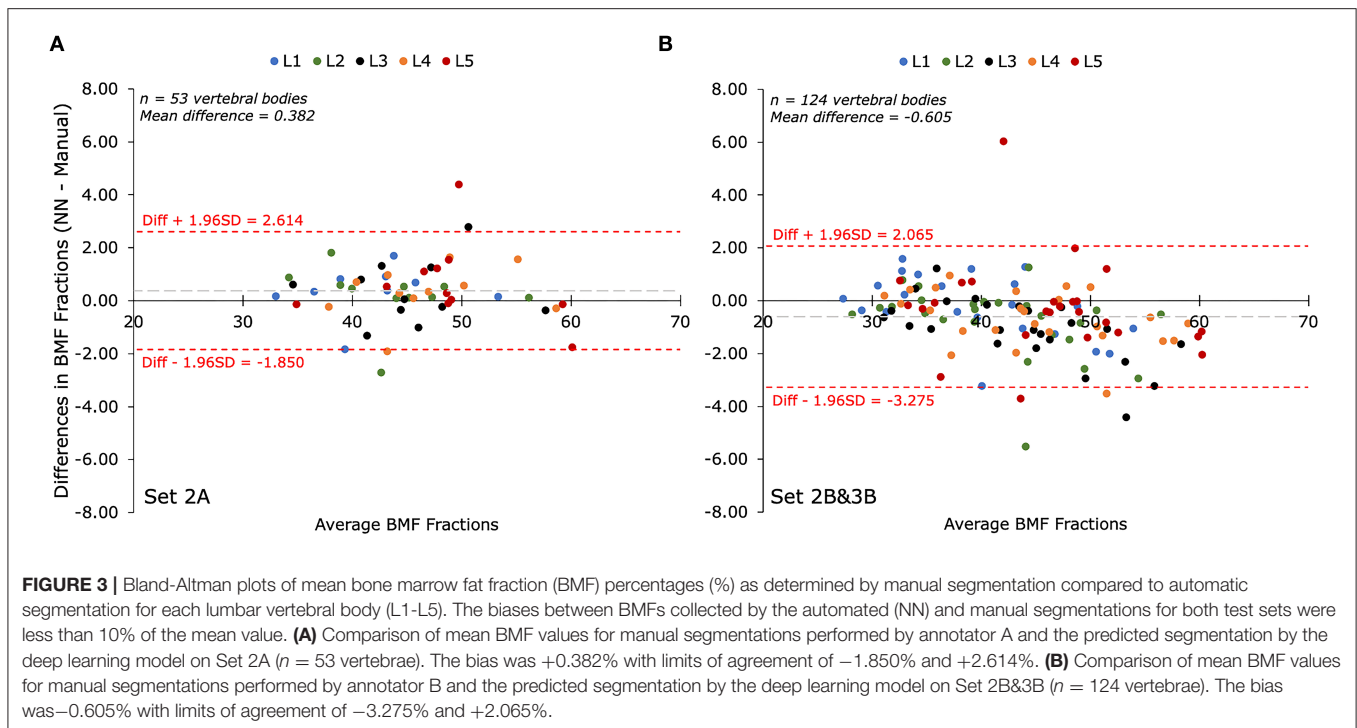 A
L1 L2 L3 L4 L5
8.00
6.00
4.00
2.00
0.00
-2.00
-4.00
-6.00
-8.00
20 30 40 50 60 70
n = 53 vertebral bodies
Mean difference = 0.382
Diff + 1.96SD = 2.614
Diff - 1.96SD = -1.850
Set 2A
Differences in BMF Fractions (NN - Manual)
Average BMF Fractions
B
L1 L2 L3 L4 L5
8.00
6.00
4.00
2.00
0.00
-2.00
-4.00
-6.00
-8.00
20 30 40 50 60 70
n = 124 vertebral bodies
Mean difference = -0.605
Diff + 1.96SD = 2.065
Diff - 1.96SD = -3.275
Set 2B&3B
Average BMF Fractions
FIGURE 3 | Bland-Altman plots of mean bone marrow fat fraction (BMF) percentages (%) as determined by manual segmentation compared to automatic
segmentation for each lumbar vertebral body (L1-L5). The biases between BMFs collected by the automated (NN) and manual segmentations for both test sets were
less than 10% of the mean value. (A) Comparison of mean BMF values for manual segmentations performed by annotator A and the predicted segmentation by the
deep learning model on Set 2A (n = 53 vertebrae). The bias was +0.382% with limits of agreement of −1.850% and +2.614%. (B) Comparison of mean BMF values
for manual segmentations performed by annotator B and the predicted segmentation by the deep learning model on Set 2B&3B (n = 124 vertebrae). The bias
was−0.605% with limits of agreement of −3.275% and +2.065%.